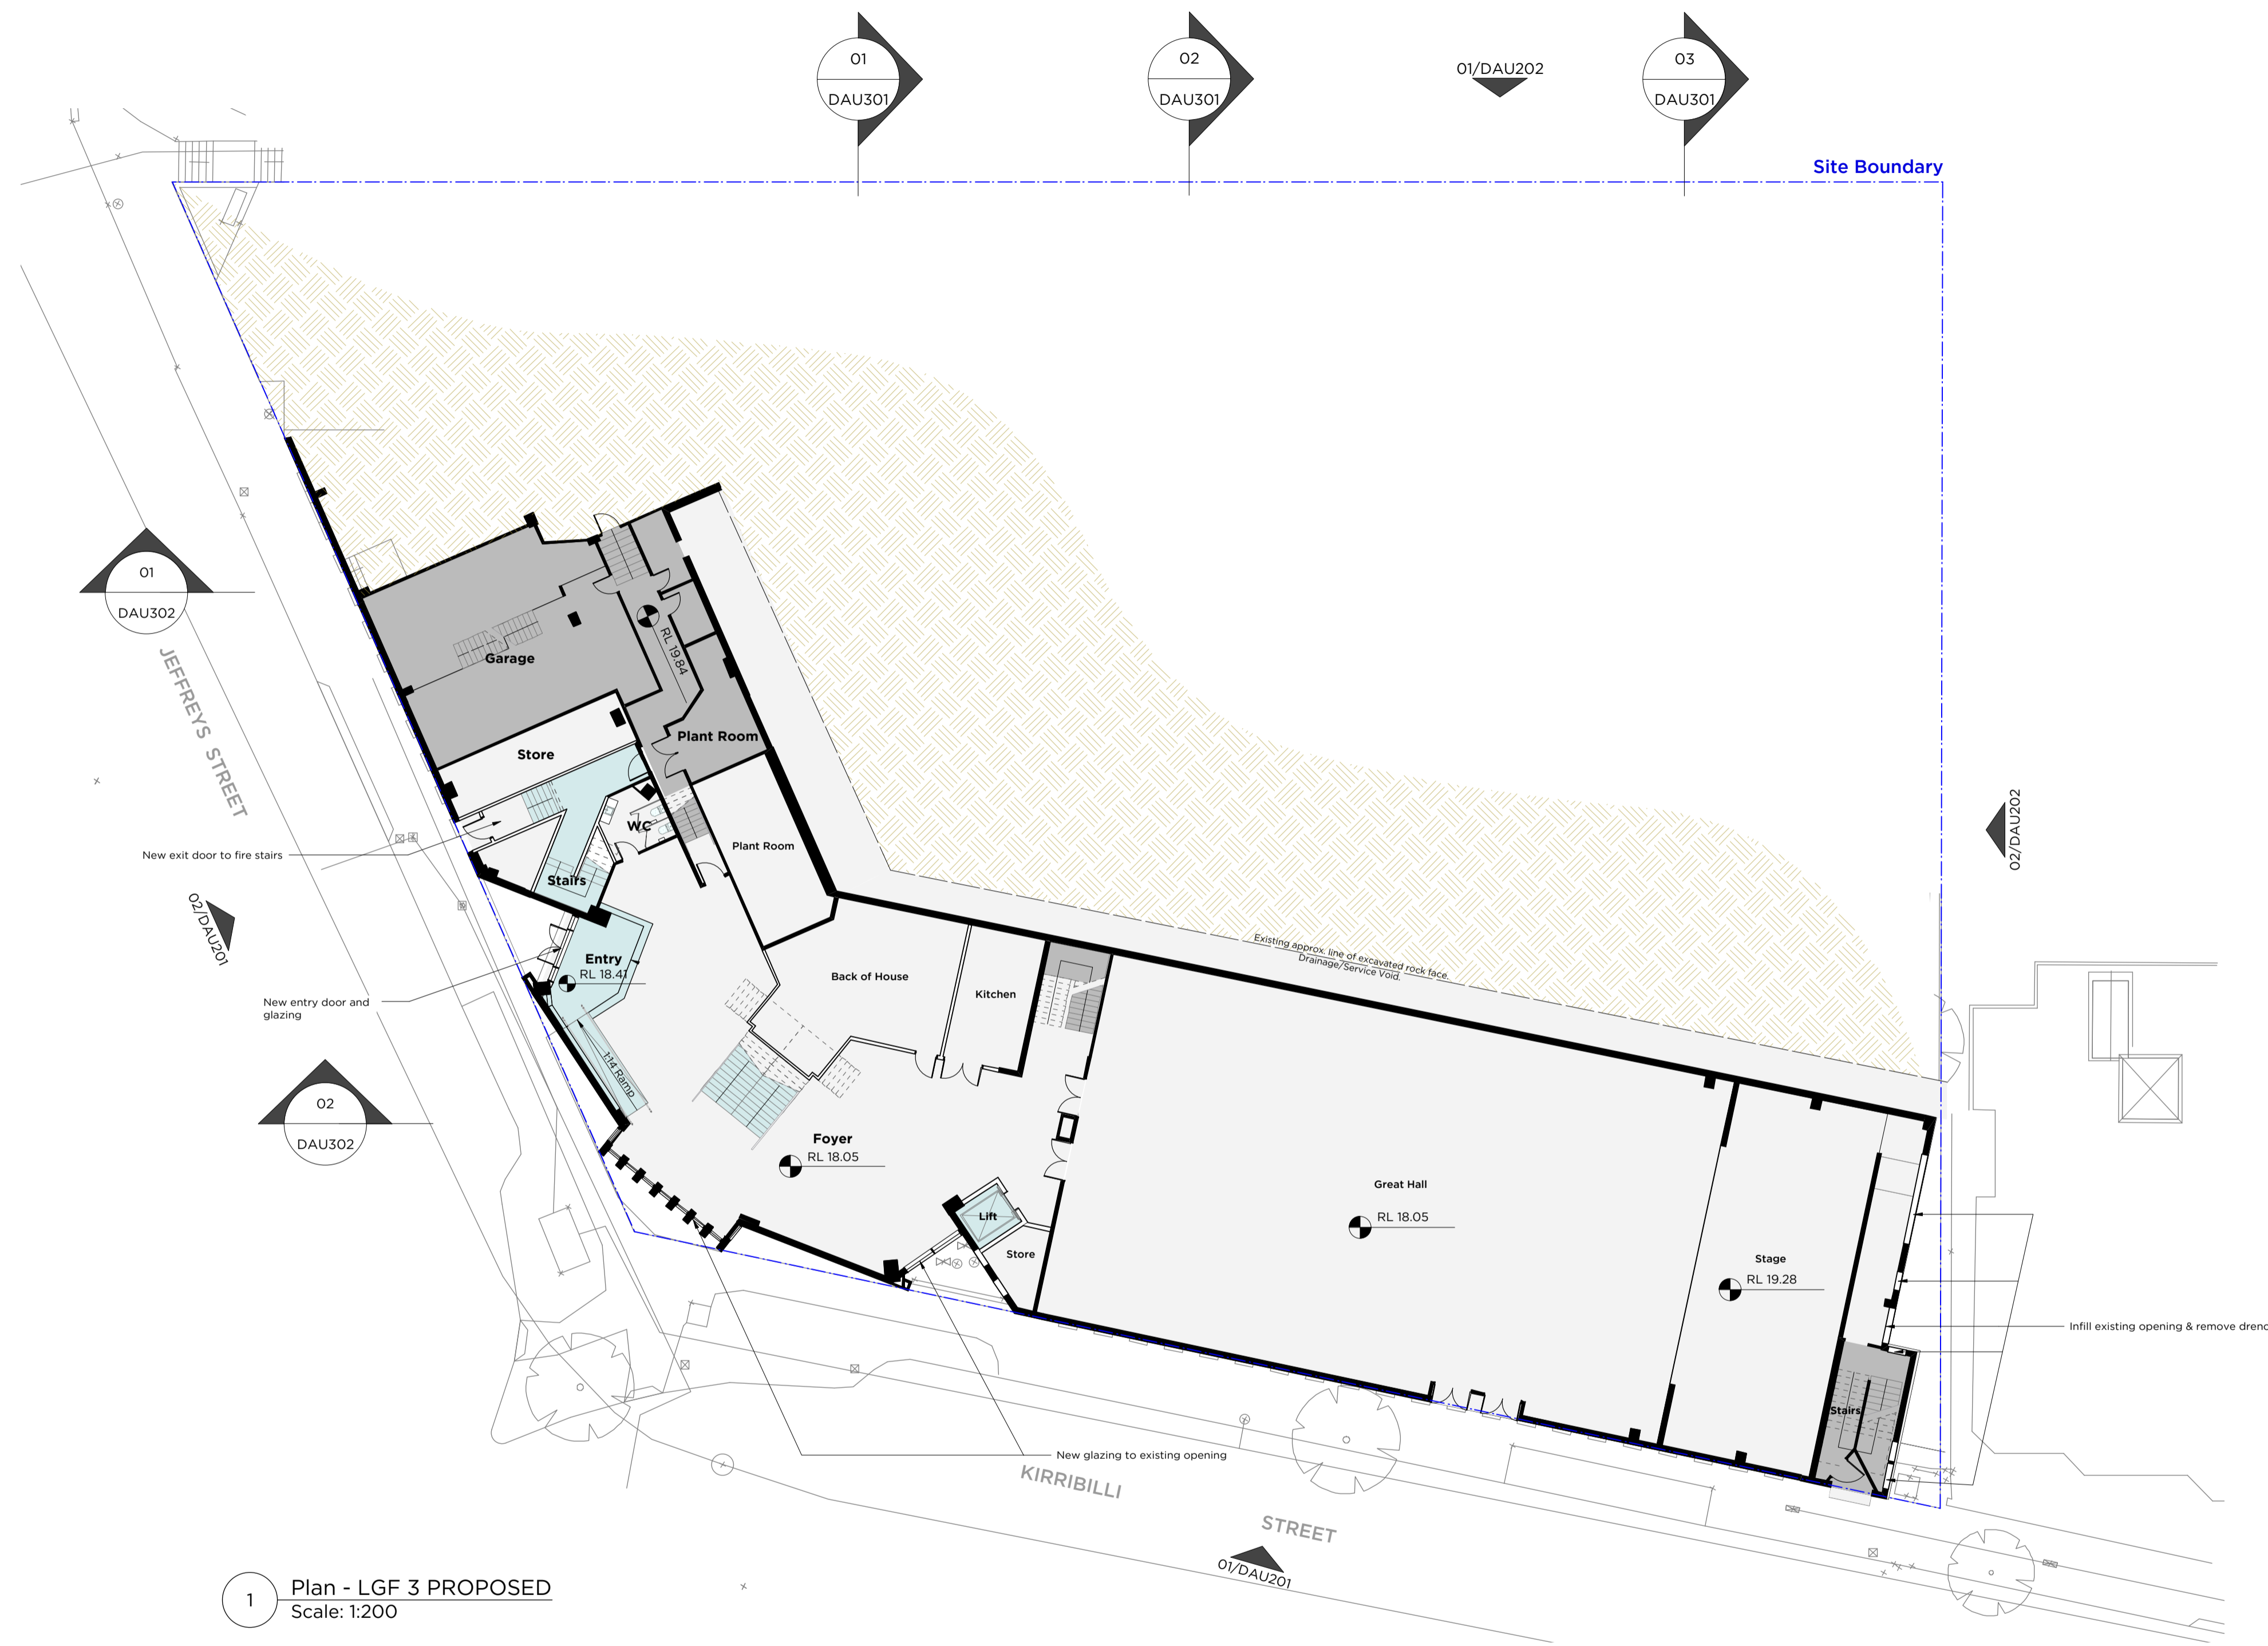 01
DAU301
02
DAU301
01/DAU202
03
DAU301
Site Boundary
01
DAU302
JEFFREYS STREET
Garage
RL 19.84
Plant Room
Store
WC
Plant Room
New exit door to fire stairs
Stairs
02/DAU202
02/DAU201
Entry
RL 18.41
New entry door and
glazing
Back of House
Kitchen
Existing approx. line of excavated rock face.
Drainage/Service Void.
1:14 Ramp
02
DAU302
Foyer
RL 18.05
Great Hall
RL 18.05
Lift
Store
Stage
RL 19.28
Infill existing opening & remove drenc
Stairs
New glazing to existing opening
KIRRIBILLI
STREET
01/DAU201
1
Plan - LGF 3 PROPOSED
Scale: 1:200